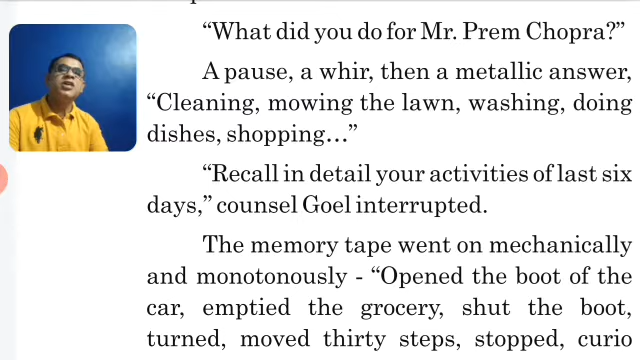 “What did you do for Mr. Prem Chopra?”
A pause, a whir, then a metallic answer,
“Cleaning, mowing the lawn, washing, doing
dishes, shopping...”
“Recall in detail your activities of last six
days,” counsel Goel interrupted.
The memory tape went on mechanically
and monotonously - “Opened the boot of the
car, emptied the grocery, shut the boot,
turned, moved thirty steps, stopped, curio